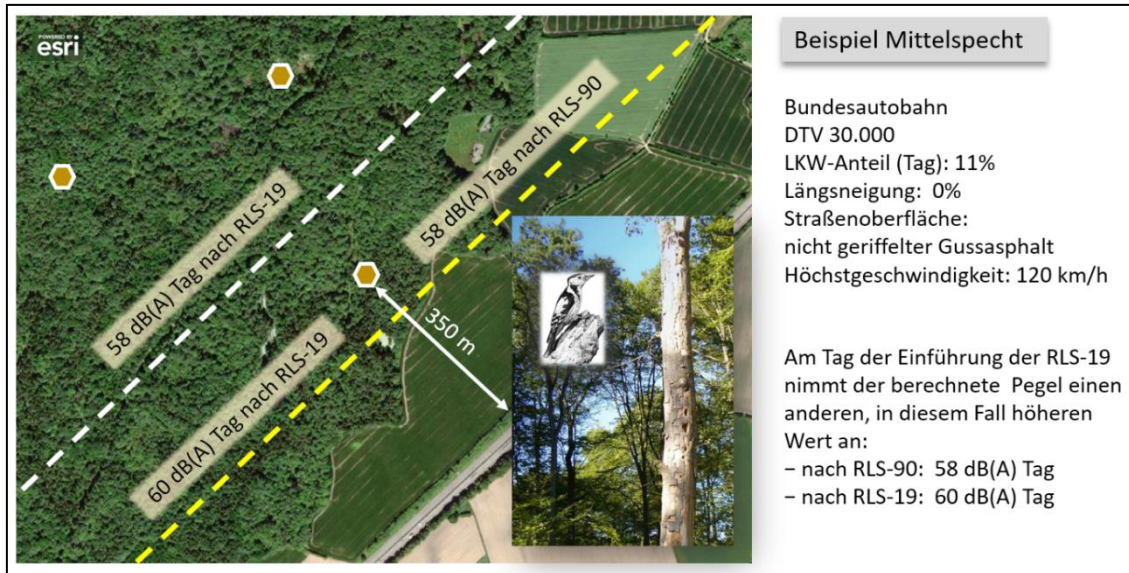 POWERED BY
esri
58 dB(A) Tag nach RLS-19
58 dB(A) Tag nach RLS-90
60 dB(A) Tag nach RLS-19
350 m
Beispiel Mittelspecht
Bundesautobahn
DTV 30.000
LKW-Anteil (Tag): 11%
Längsneigung: 0%
Straßenoberfläche:
nicht geriffelter Gussasphalt
Höchstgeschwindigkeit: 120 km/h
Am Tag der Einführung der RLS-19
nimmt der berechnete Pegel einen
anderen, in diesem Fall höheren
Wert an:
– nach RLS-90: 58 dB(A) Tag
– nach RLS-19: 60 dB(A) Tag